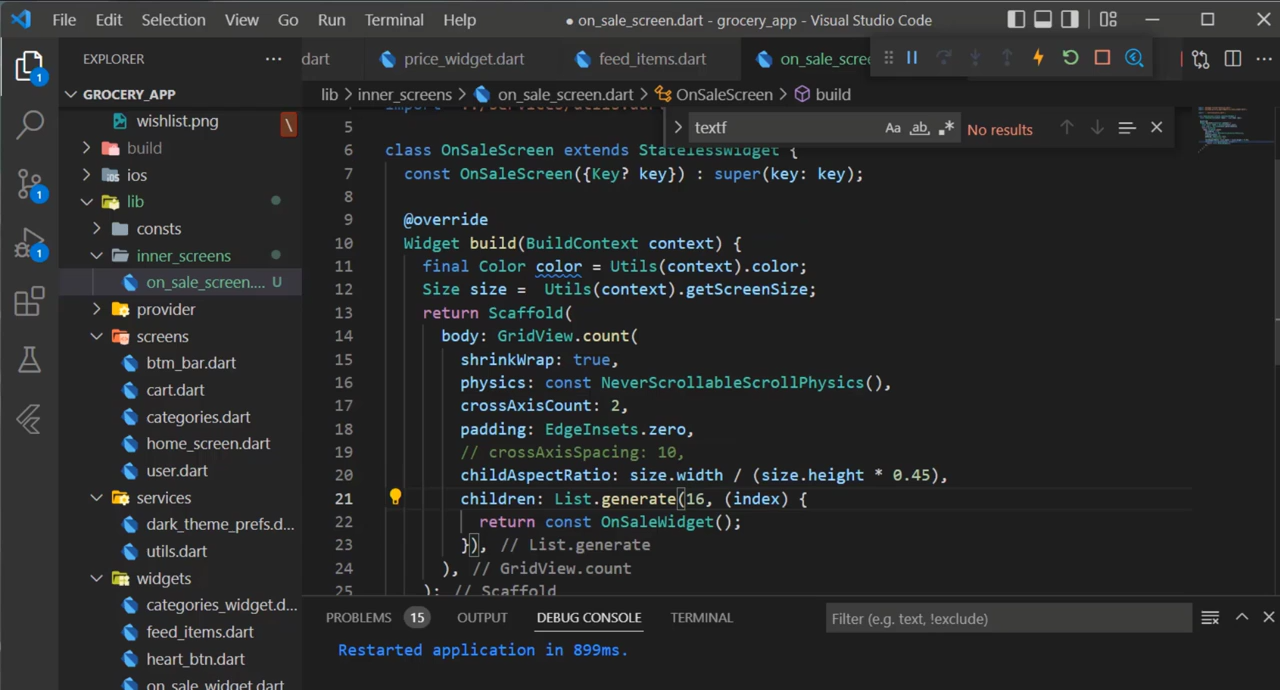 File Edit Selection View Go Run Terminal Help ● on_sale_screen.dart - grocery_app - Visual Studio Code
EXPLORER ...
dart price_widget.dart feed_items.dart on_sale_scree
GROCERY_APP
lib > inner_screens > on_sale_screen.dart > OnSaleScreen > build
wishlist.png
build
ios
lib
consts
inner_screens
on_sale_screen.... U
provider
screens
btm_bar.dart
cart.dart
categories.dart
home_screen.dart
user.dart
services
dark_theme_prefs.d...
utils.dart
widgets
categories_widget.d...
feed_items.dart
heart_btn.dart
on_sale_widget.dart
textf Aa ab .* No results
5
6 class OnSaleScreen extends StatelessWidget {
7 const OnSaleScreen({Key? key}) : super(key: key);
8
9 @override
10 Widget build(BuildContext context) {
11 final Color color = Utils(context).color;
12 Size size =  Utils(context).getScreenSize;
13 return Scaffold(
14 body: GridView.count(
15 shrinkWrap: true,
16 physics: const NeverScrollableScrollPhysics(),
17 crossAxisCount: 2,
18 padding: EdgeInsets.zero,
19 // crossAxisSpacing: 10,
20 childAspectRatio: size.width / (size.height * 0.45),
21 children: List.generate(16, (index) {
22 return const OnSaleWidget();
23 }), // List.generate
24 ), // GridView.count
25 ); // Scaffold
PROBLEMS 15 OUTPUT DEBUG CONSOLE TERMINAL Filter (e.g. text, !exclude)
Restarted application in 899ms.
1
1
1